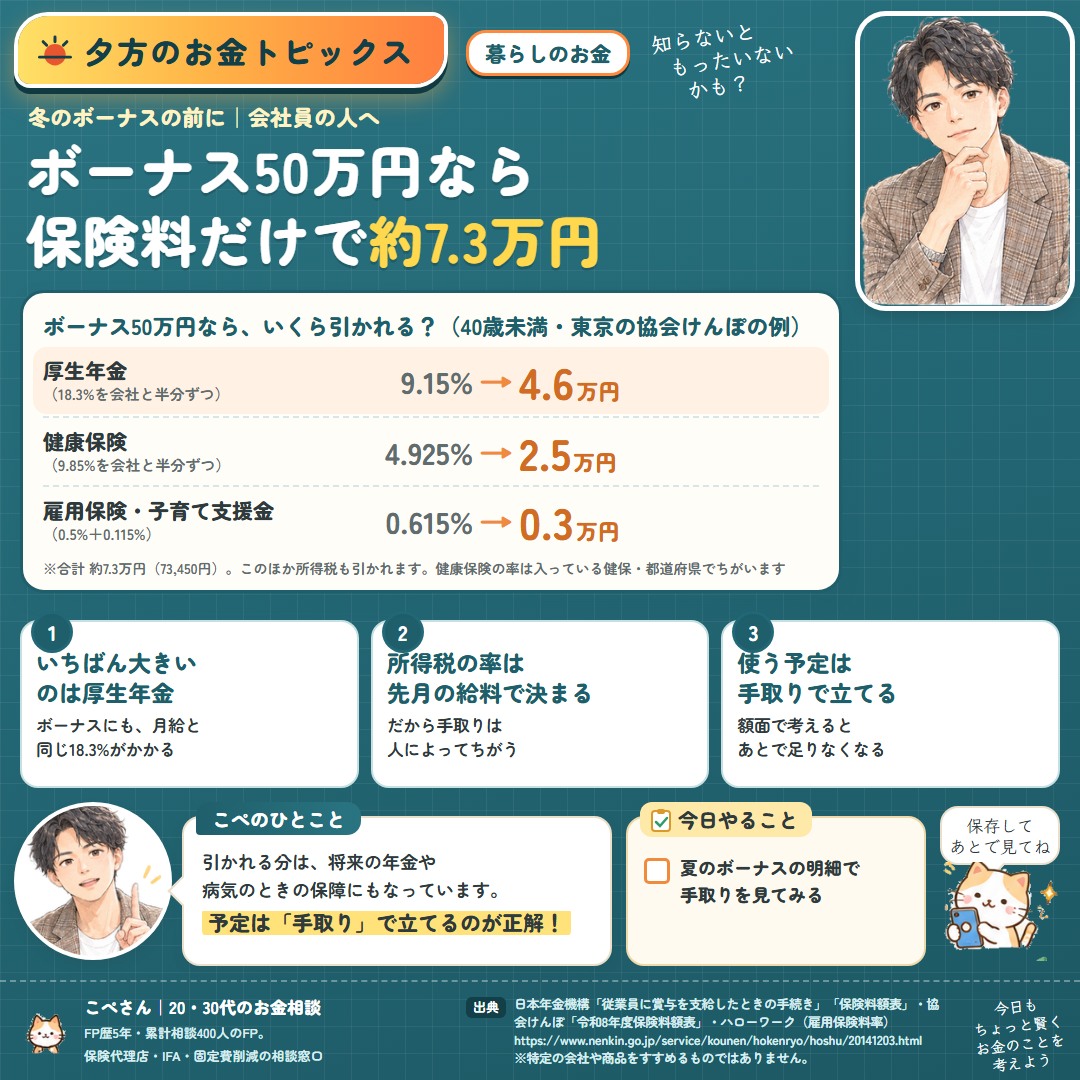 夕方のお金トピックス
暮らしのお金
知らないと
もったいない
かも？
冬のボーナスの前に｜会社員の人へ
ボーナス50万円なら
保険料だけで約7.3万円
ボーナス50万円なら、いくら引かれる？（40歳未満・東京の協会けんぽの例）
厚生年金
（18.3%を会社と半分ずつ）
9.15% → 4.6万円
健康保険
（9.85%を会社と半分ずつ）
4.925% → 2.5万円
雇用保険・子育て支援金
（0.5%＋0.115%）
0.615% → 0.3万円
※合計 約7.3万円（73,450円）。このほか所得税も引かれます。健康保険の率は入っている健保・都道府県でちがいます
1
いちばん大きい
のは厚生年金
ボーナスにも、月給と
同じ18.3%がかかる
2
所得税の率は
先月の給料で決まる
だから手取りは
人によってちがう
3
使う予定は
手取りで立てる
額面で考えると
あとで足りなくなる
こぺのひとこと
引かれる分は、将来の年金や
病気のときの保障にもなっています。
予定は「手取り」で立てるのが正解！
今日やること
夏のボーナスの明細で
手取りを見てみる
保存して
あとで見てね
こぺさん｜20・30代のお金相談
FP歴5年・累計相談400人のFP。
保険代理店・IFA・固定費削減の相談窓口
出典
日本年金機構「従業員に賞与を支給したときの手続き」「保険料額表」・協
会けんぽ「令和08年度保険料額表」・ハローワーク（雇用保険料率）
https://www.nenkin.go.jp/service/kounen/hokenryo/hoshu/20141203.html
※特定の会社や商品をすすめるものではありません。
今日も
ちょっと賢く
お金のことを
考えよう